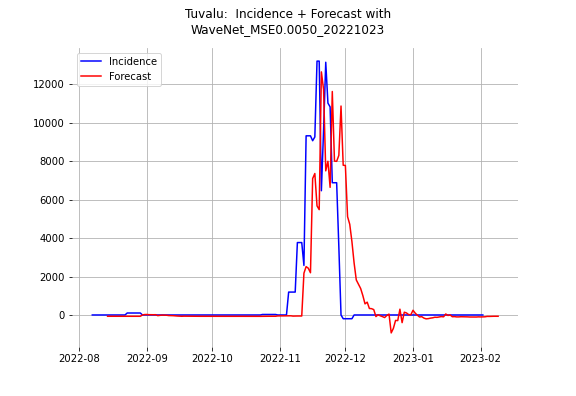 Tuvalu:  Incidence + Forecast with
WaveNet_MSE0.0050_20221023
Incidence
Forecast
12000
10000
8000
6000
4000
2000
0
2022-08 2022-09 2022-10 2022-11 2022-12 2023-01 2023-02